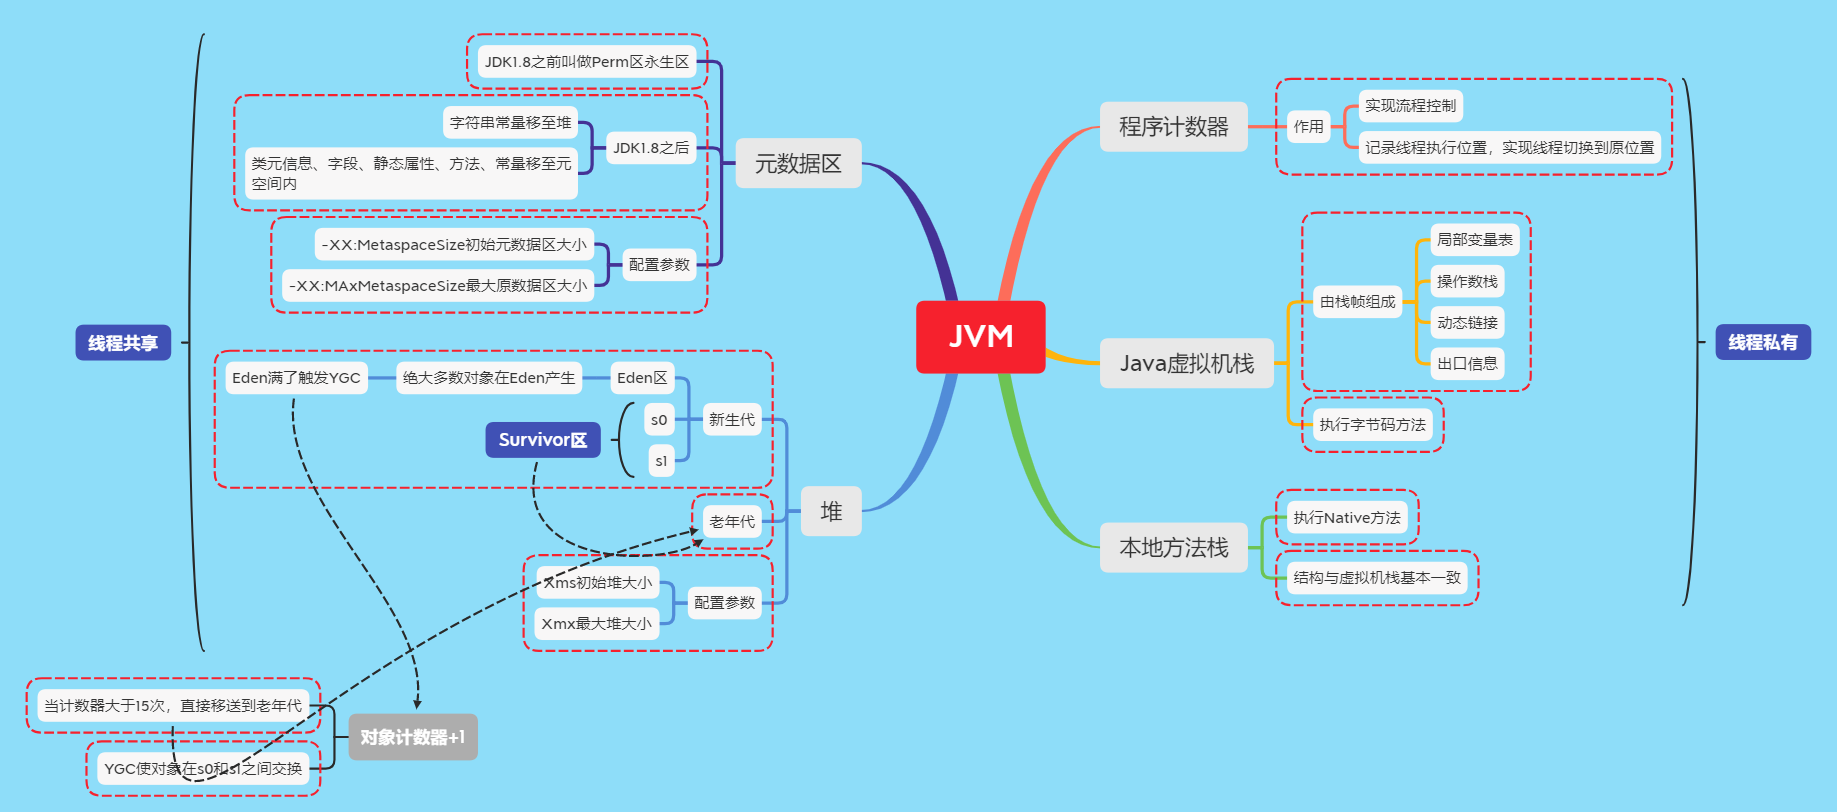 JVM
线程共享
元数据区
JDK1.8之前叫做Perm区永生区
JDK1.8之后
字符串常量移至堆
类元信息、字段、静态属性、方法、常量移至元
空间内
配置参数
-XX:MetaspaceSize初始元数据区大小
-XX:MAxMetaspaceSize最大原数据区大小
堆
新生代
Eden区
绝大多数对象在Eden产生
Eden满了触发YGC
s0
s1
Survivor区
老年代
配置参数
Xms初始堆大小
Xmx最大堆大小
对象计数器+1
当计数器大于15次，直接移送到老年代
YGC使对象在s0和s1之间交换
线程私有
程序计数器
作用
实现流程控制
记录线程执行位置，实现线程切换到原位置
Java虚拟机栈
由栈帧组成
局部变量表
操作数栈
动态链接
出口信息
执行字节码方法
本地方法栈
执行Native方法
结构与虚拟机栈基本一致